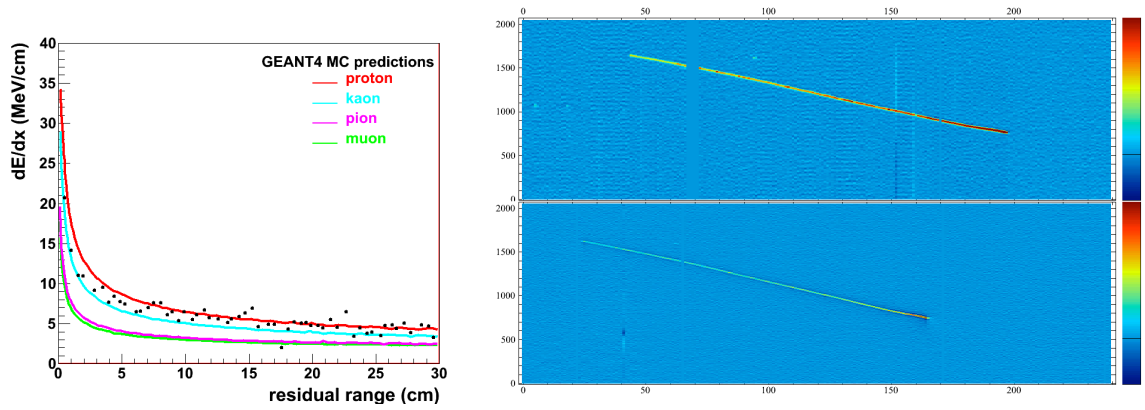 GEANT4 MC predictions
proton
kaon
pion
muon
dE/dx (MeV/cm)
40
35
30
25
20
15
10
5
0
0 5 10 15 20 25 30
residual range (cm)
0 50 100 150 200
2000
1500
1000
500
0
2000
1500
1000
500
0
0 50 100 150 200